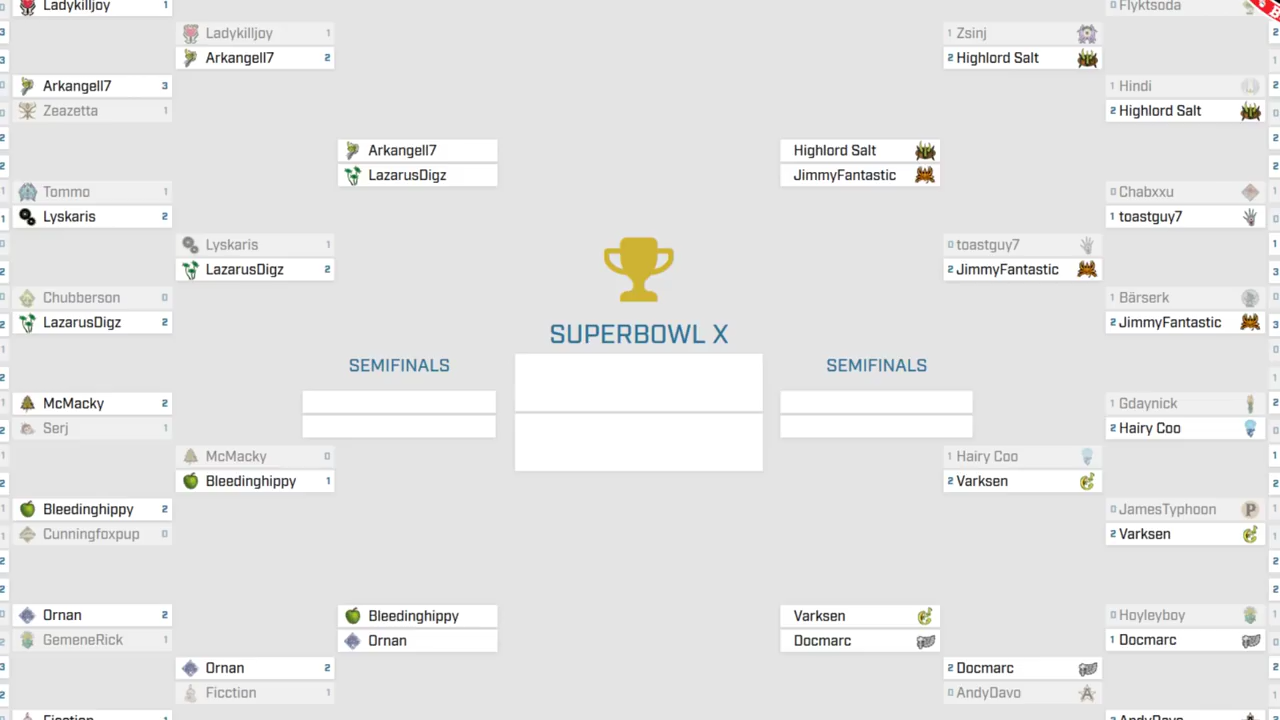 Ladykilljoy 1
Arkangell7 3
Zeazetta 1
Tommo 1
Lyskaris 2
Chubberson 0
LazarusDigz 2
McMacky 2
Serj 1
Bleedinghippy 2
Cunningfoxpup 0
Ornan 2
GemeneRick 1
Ficction
Ladykilljoy 1
Arkangell7 2
Lyskaris 1
LazarusDigz 2
McMacky 0
Bleedinghippy 1
Ornan 2
Ficction 1
Arkangell7
LazarusDigz
Bleedinghippy
Ornan
SEMIFINALS
SUPERBOWL X
SEMIFINALS
Highlord Salt
JimmyFantastic
Varksen
Docmarc
1 Zsinj
2 Highlord Salt
0 toastguy7
2 JimmyFantastic
1 Hairy Coo
2 Varksen
2 Docmarc
0 AndyDavo
0 Flyktsoda
1 Hindi
2 Highlord Salt
0 Chabxxu
1 toastguy7
1 Bärserk
2 JimmyFantastic
1 Gdaynick
2 Hairy Coo
0 JamesTyphoon
2 Varksen
0 Hoyleyboy
1 Docmarc
AndyDavo